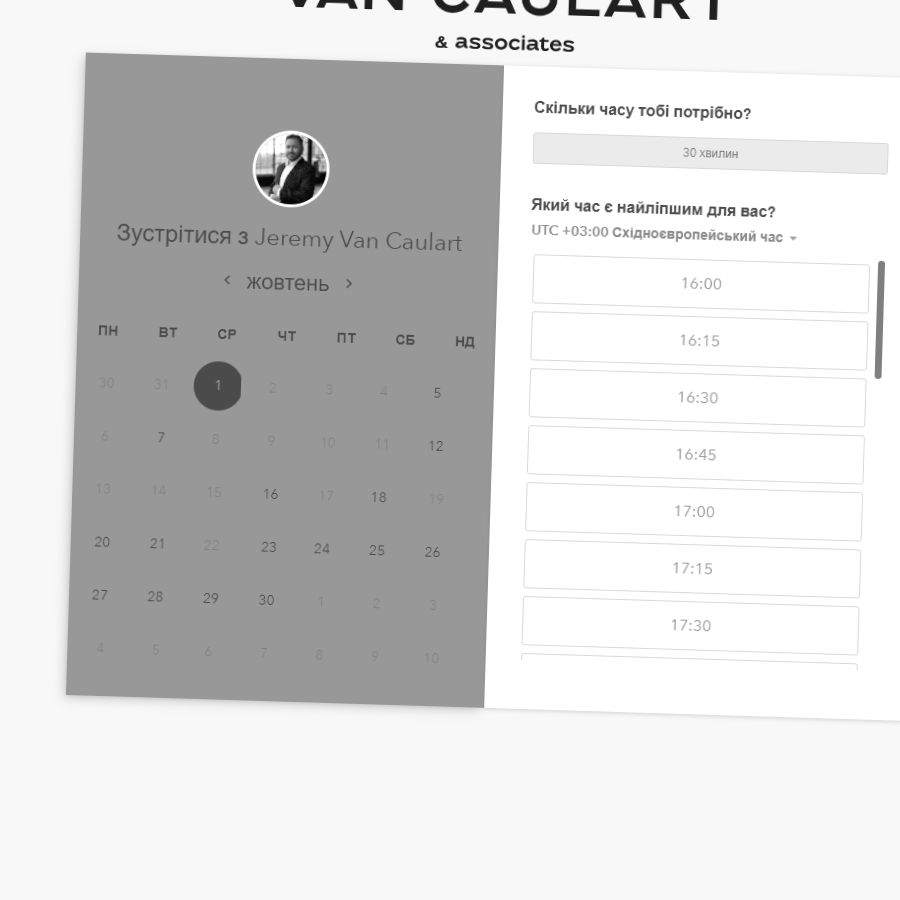 VAN CAULART
& associates
Зустрітися з Jeremy Van Caulart
жовтень
ПН ВТ СР ЧТ ПТ СБ НД
30 31 1 2 3 4 5
6 7 8 9 10 11 12
13 14 15 16 17 18 19
20 21 22 23 24 25 26
27 28 29 30 1 2 3
4 5 6 7 8 9 10
Скільки часу тобі потрібно?
30 хвилин
Який час є найліпшим для вас?
UTC +03:00 Східноєвропейський час
16:00
16:15
16:30
16:45
17:00
17:15
17:30